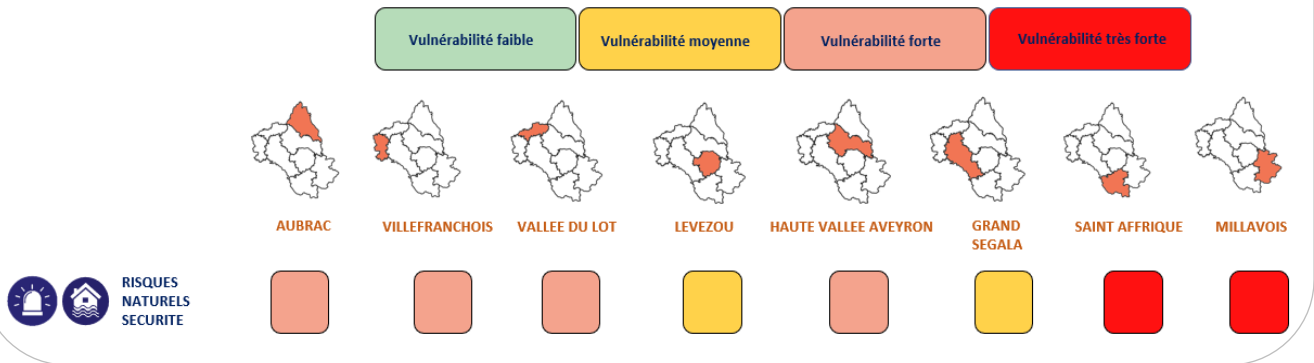 Vulnérabilité faible
Vulnérabilité moyenne
Vulnérabilité forte
Vulnérabilité très forte
AUBRAC
VILLEFRANCHOIS
VALLEE DU LOT
LEVEZOU
HAUTE VALLEE AVEYRON
GRAND
SEGALA
SAINT AFFRIQUE
MILLAVOIS
RISQUES
NATURELS
SECURITE